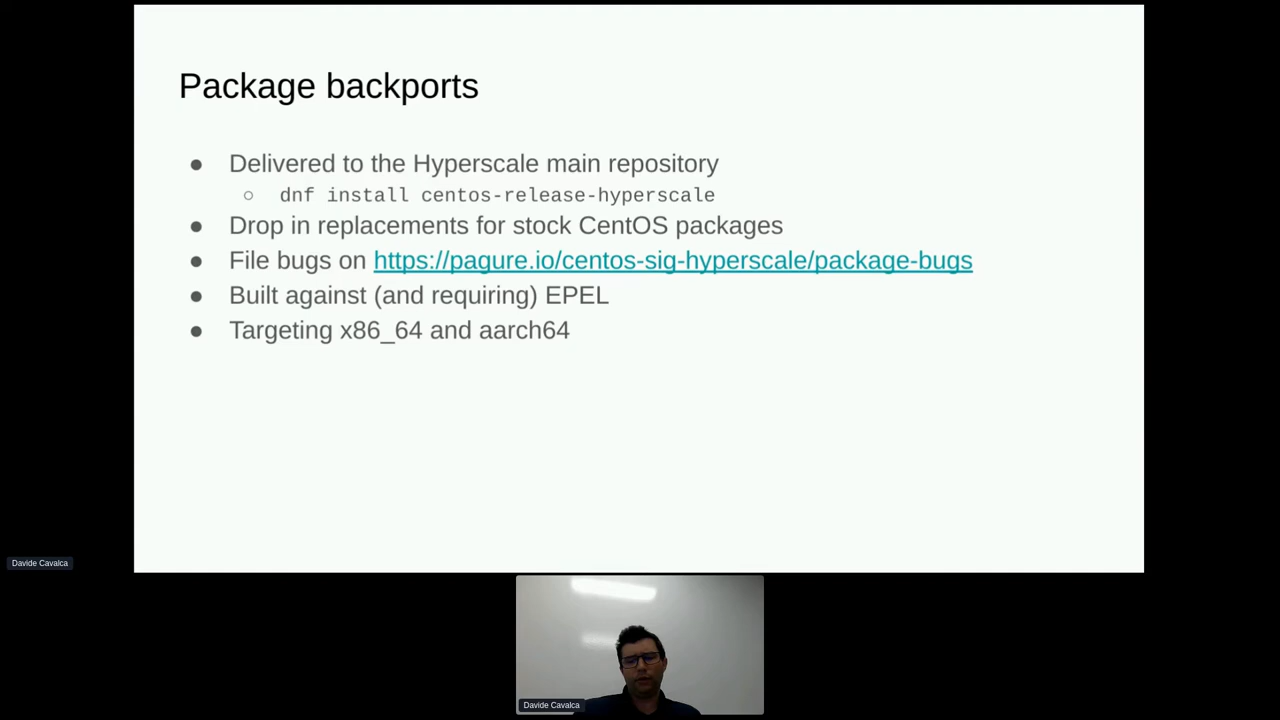 Package backports
● Delivered to the Hyperscale main repository
○ dnf install centos-release-hyperscale
● Drop in replacements for stock CentOS packages
● File bugs on https://pagure.io/centos-sig-hyperscale/package-bugs
● Built against (and requiring) EPEL
● Targeting x86_64 and aarch64
Davide Cavalca
Davide Cavalca